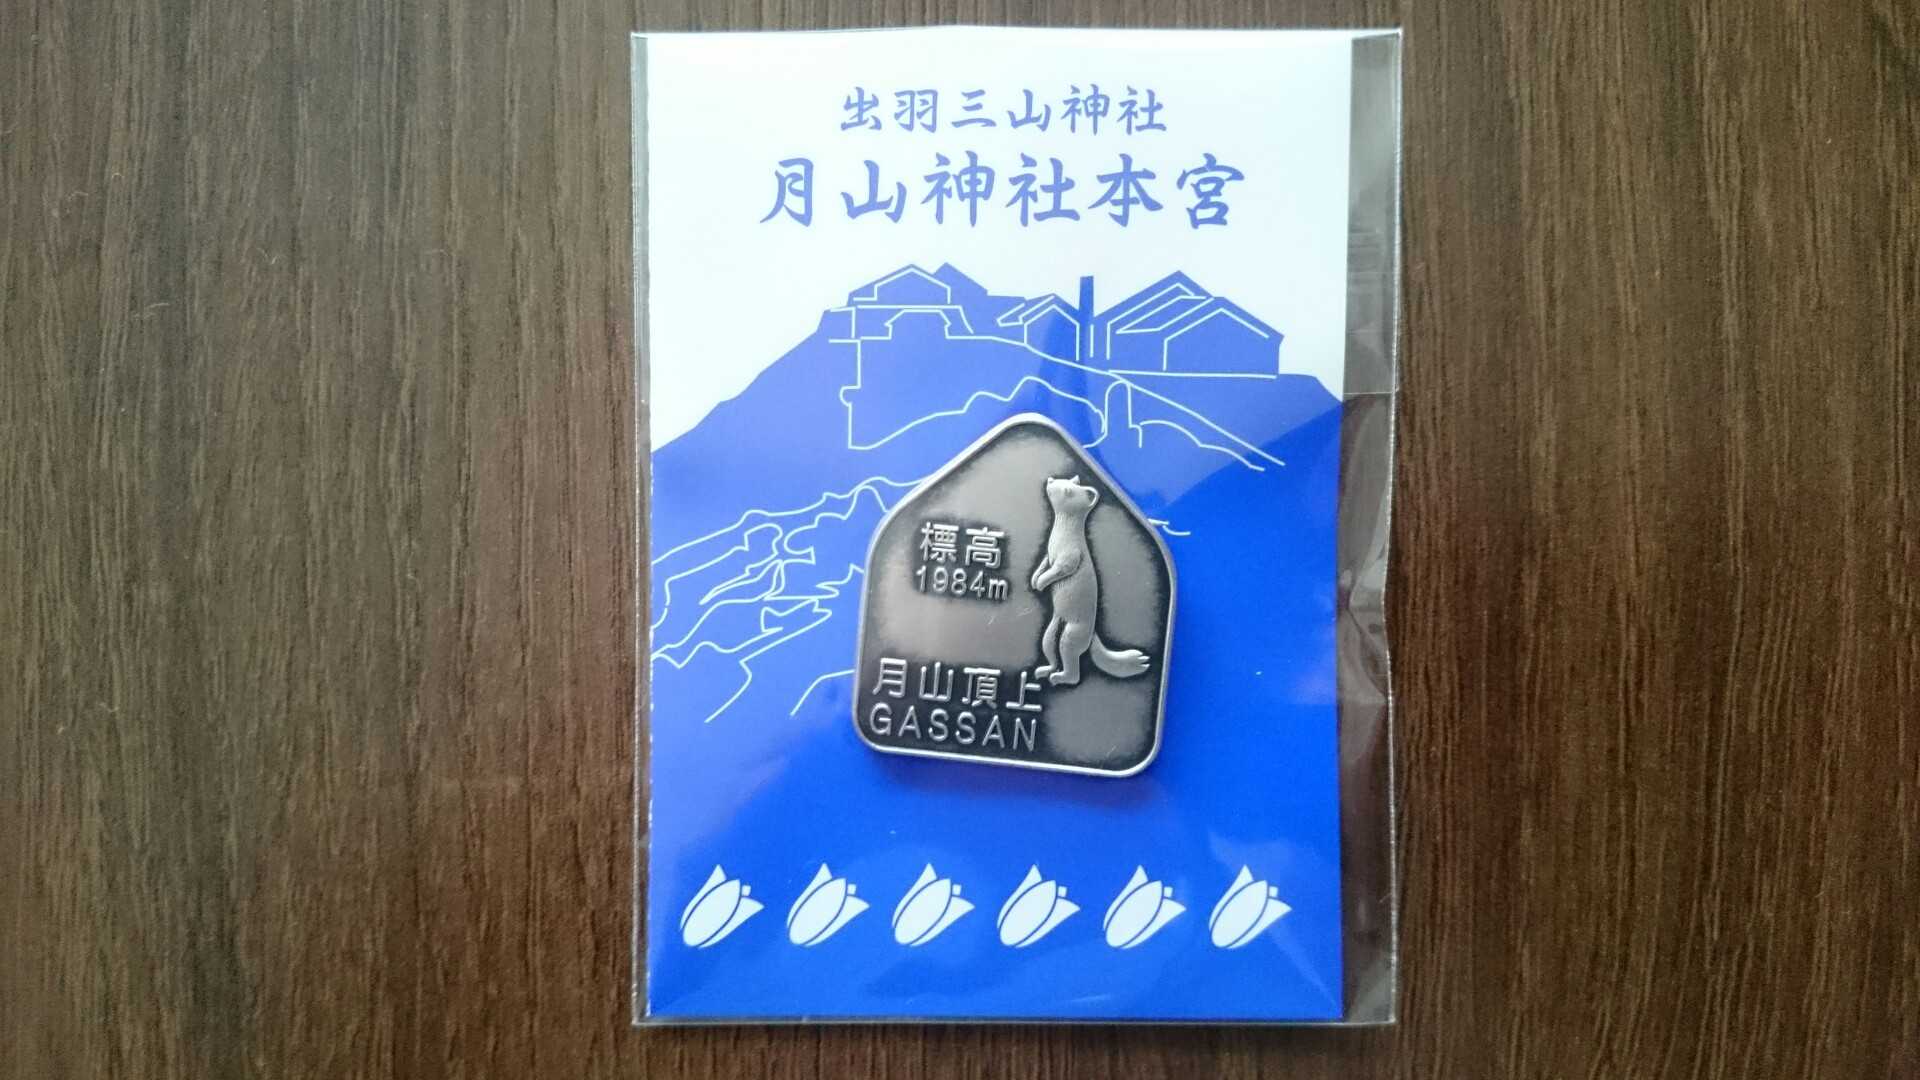 出羽三山神社
月山神社本宮
標高
1984m
月山頂上
GASSAN